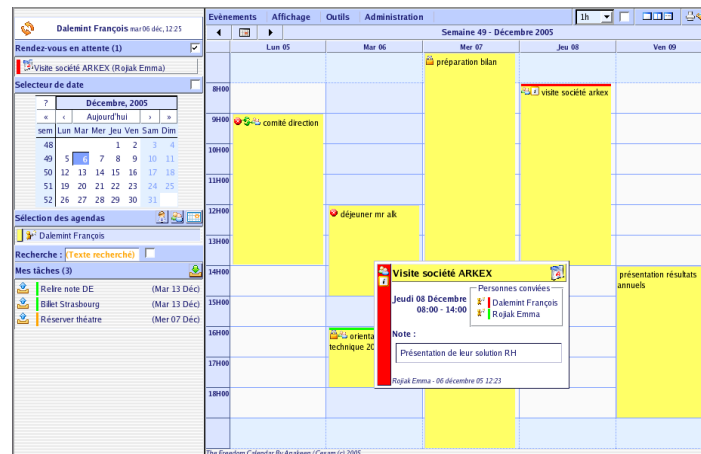 Dalemint François mar 06 déc, 12:25
Rendez-vous en attente (1)
Visite société ARKEX (Rojiak Emma)
Selecteur de date
? Décembre, 2005
« ‹ Aujourd'hui › »
sem Lun Mar Mer Jeu Ven Sam Dim
48 1 2 3 4
49 5 6 7 8 9 10 11
50 12 13 14 15 16 17 18
51 19 20 21 22 23 24 25
52 26 27 28 29 30 31
Sélection des agendas
Dalemint François
Recherche : (Texte recherché)
Mes tâches (3)
Relire note DE (Mar 13 Déc)
Billet Strasbourg (Mar 13 Déc)
Réserver théatre (Mer 07 Déc)
Evènements Affichage Outils Administration 1h
Semaine 49 - Décembre 2005
Lun 05 Mar 06 Mer 07 Jeu 08 Ven 09
préparation bilan
8H00
visite société arkex
9H00
comité direction
10H00
11H00
12H00
déjeuner mr alk
13H00
14H00
présentation résultats
annuels
15H00
16H00
orienta
technique 20
17H00
18H00
Visite société ARKEX
Personnes conviées
Jeudi 08 Décembre
08:00 - 14:00
Dalemint François
Rojiak Emma
Note :
Présentation de leur solution RH
Rojiak Emma - 06 décembre 05 12:23
The Freedom Calendar By Anakeen / Cesam (c) 2005